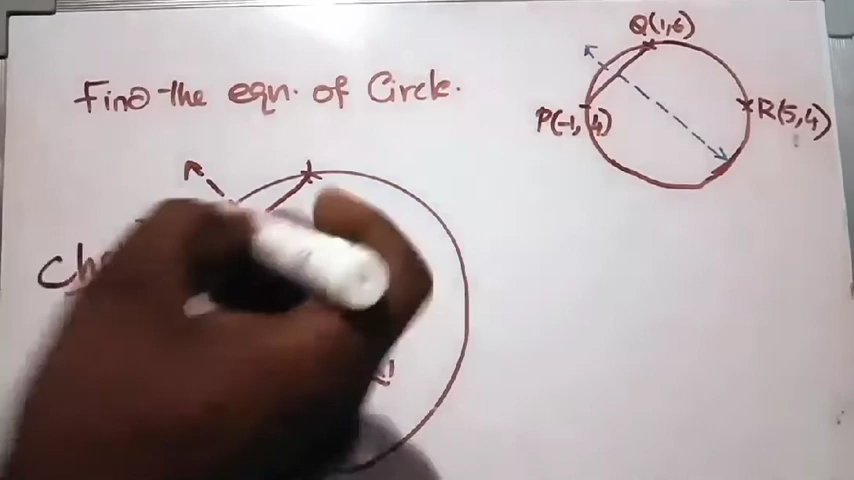 Find the eqn. of Circle.
Q(1,6)
P(-1, 4)
R(5,4)